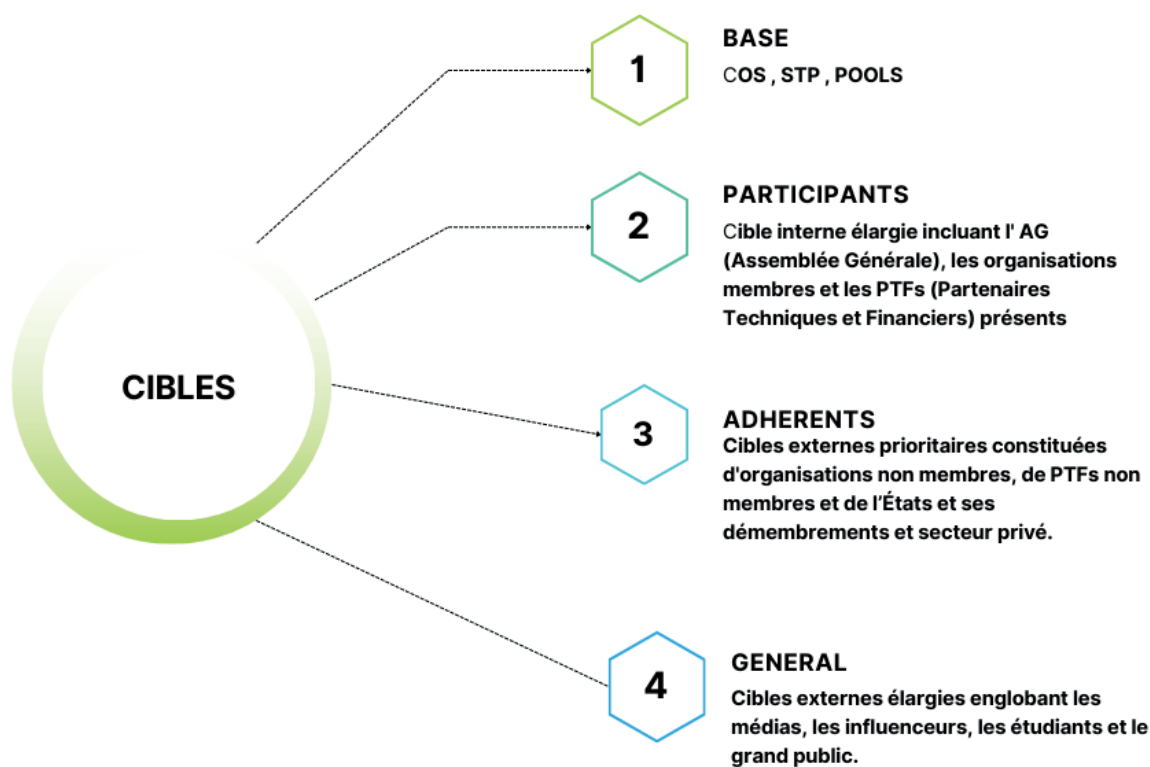 1
BASE
COS , STP , POOLS
2
PARTICIPANTS
Cible interne élargie incluant l' AG
(Assemblée Générale), les organisations
membres et les PTFs (Partenaires
Techniques et Financiers) présents
CIBLES
3
ADHERENTS
Cibles externes prioritaires constituées
d'organisations non membres, de PTFs non
membres et de l’États et ses
démembrements et secteur privé.
4
GENERAL
Cibles externes élargies englobant les
médias, les influenceurs, les étudiants et le
grand public.